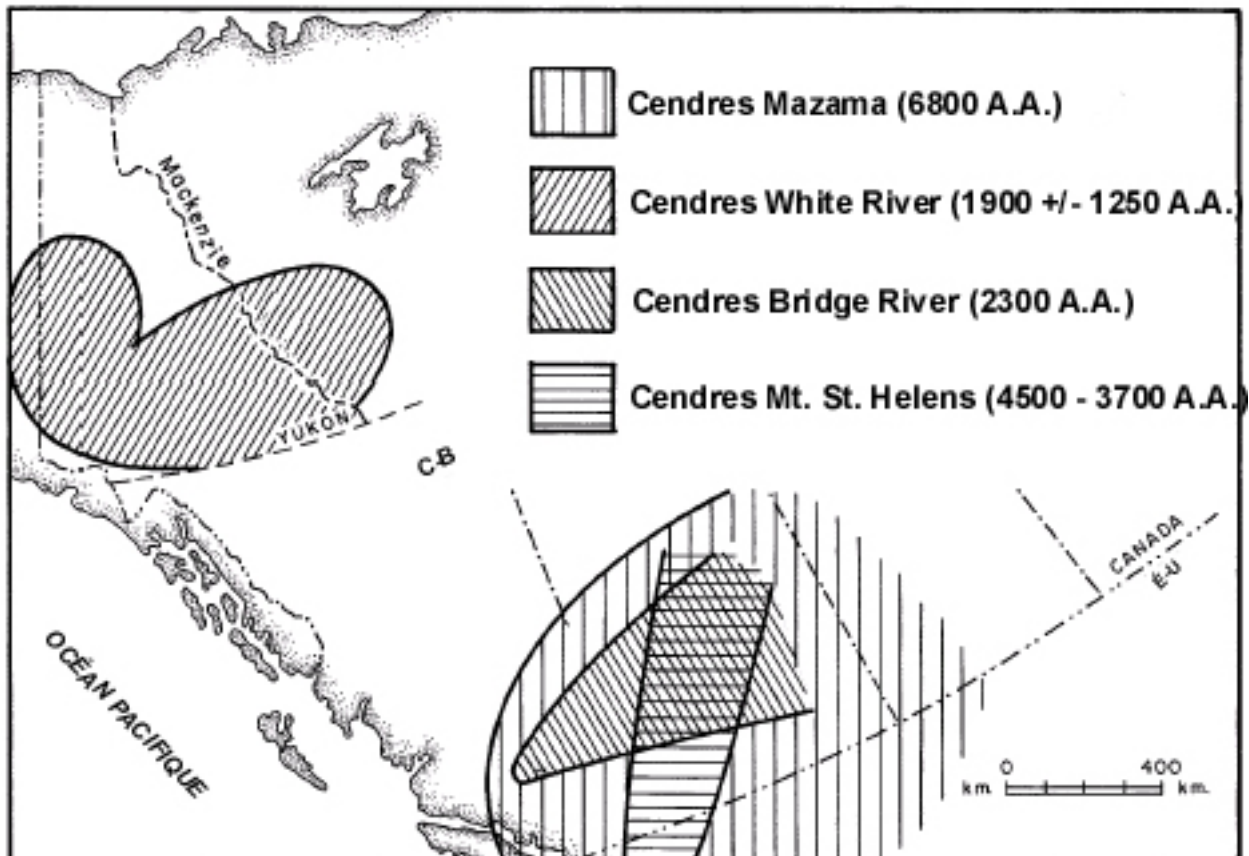 Cendres Mazama (6800 A.A.)
Cendres White River (1900 +/- 1250 A.A.)
Cendres Bridge River (2300 A.A.)
Cendres Mt. St. Helens (4500 - 3700 A.A.)
Mackenzie
YUKON
C-B
CANADA
É-U
OCÉAN PACIFIQUE
0 400
km. km.